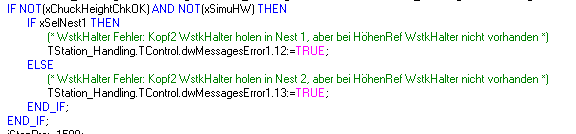 IF NOT(xChuckHeightChkOK) AND NOT(xSimuHW) THEN
IF xSelNest1 THEN
(* WstkHalter Fehler: Kopf2 WstkHalter holen in Nest 1, aber bei HöhenRef WstkHalter nicht vorhanden *)
TStation_Handling.TControl.dwMessagesError1.12:=TRUE;
ELSE
(* WstkHalter Fehler: Kopf2 WstkHalter holen in Nest 2, aber bei HöhenRef WstkHalter nicht vorhanden *)
TStation_Handling.TControl.dwMessagesError1.13:=TRUE;
END_IF;
END_IF;